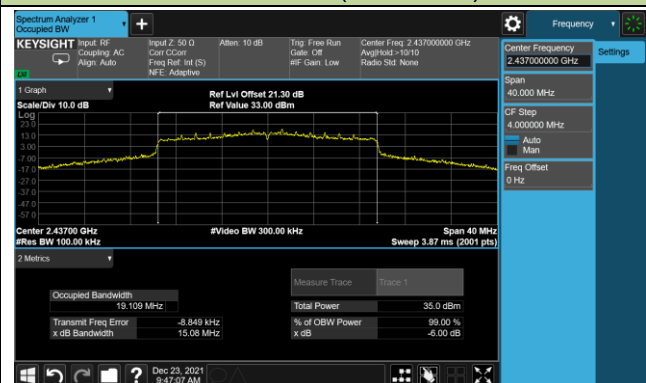 Spectrum Analyzer 1
Occupied BW
Frequency
KEYSIGHT
Input: RF
Coupling: AC
Align: Auto
Input Z: 50 Ω
Corr CCorr
Freq Ref: Int (S)
NFE: Adaptive
Atten: 10 dB
Trig: Free Run
Gate: Off
#IF Gain: Low
Center Freq: 2.437000000 GHz
Avg|Hold:>10/10
Radio Std: None
Center Frequency
2.437000000 GHz
Settings
Span
40.000 MHz
CF Step
4.000000 MHz
Auto
Man
Freq Offset
0 Hz
1 Graph
Scale/Div 10.0 dB
Ref Lvl Offset 21.30 dB
Ref Value 33.00 dBm
Log
23.0
13.0
3.00
-7.00
-17.0
-27.0
-37.0
-47.0
-57.0
Center 2.43700 GHz
#Res BW 100.00 kHz
#Video BW 300.00 kHz
Span 40 MHz
Sweep 3.87 ms (2001 pts)
2 Metrics
Measure Trace
Trace 1
Occupied Bandwidth
19.109 MHz
Total Power
35.0 dBm
Transmit Freq Error
-8.849 kHz
% of OBW Power
99.00 %
x dB Bandwidth
15.08 MHz
x dB
-6.00 dB
?
Dec 23, 2021
9:47:07 AM